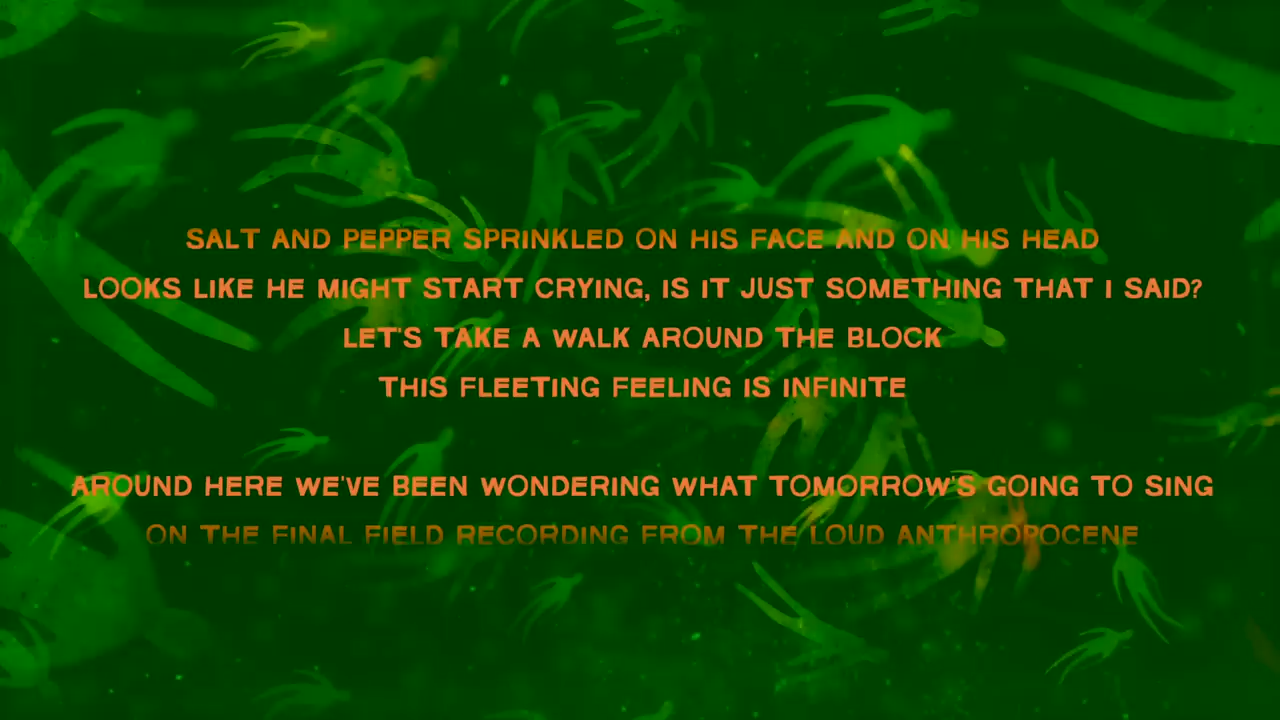 SALT AND PEPPER SPRINKLED ON HIS FACE AND ON HIS HEAD
LOOKS LIKE HE MIGHT START CRYING, IS IT JUST SOMETHING THAT I SAID?
LET'S TAKE A WALK AROUND THE BLOCK
THIS FLEETING FEELING IS INFINITE
AROUND HERE WE'VE BEEN WONDERING WHAT TOMORROW'S GOING TO SING
ON THE FINAL FIELD RECORDING FROM THE LOUD ANTHROPOCENE